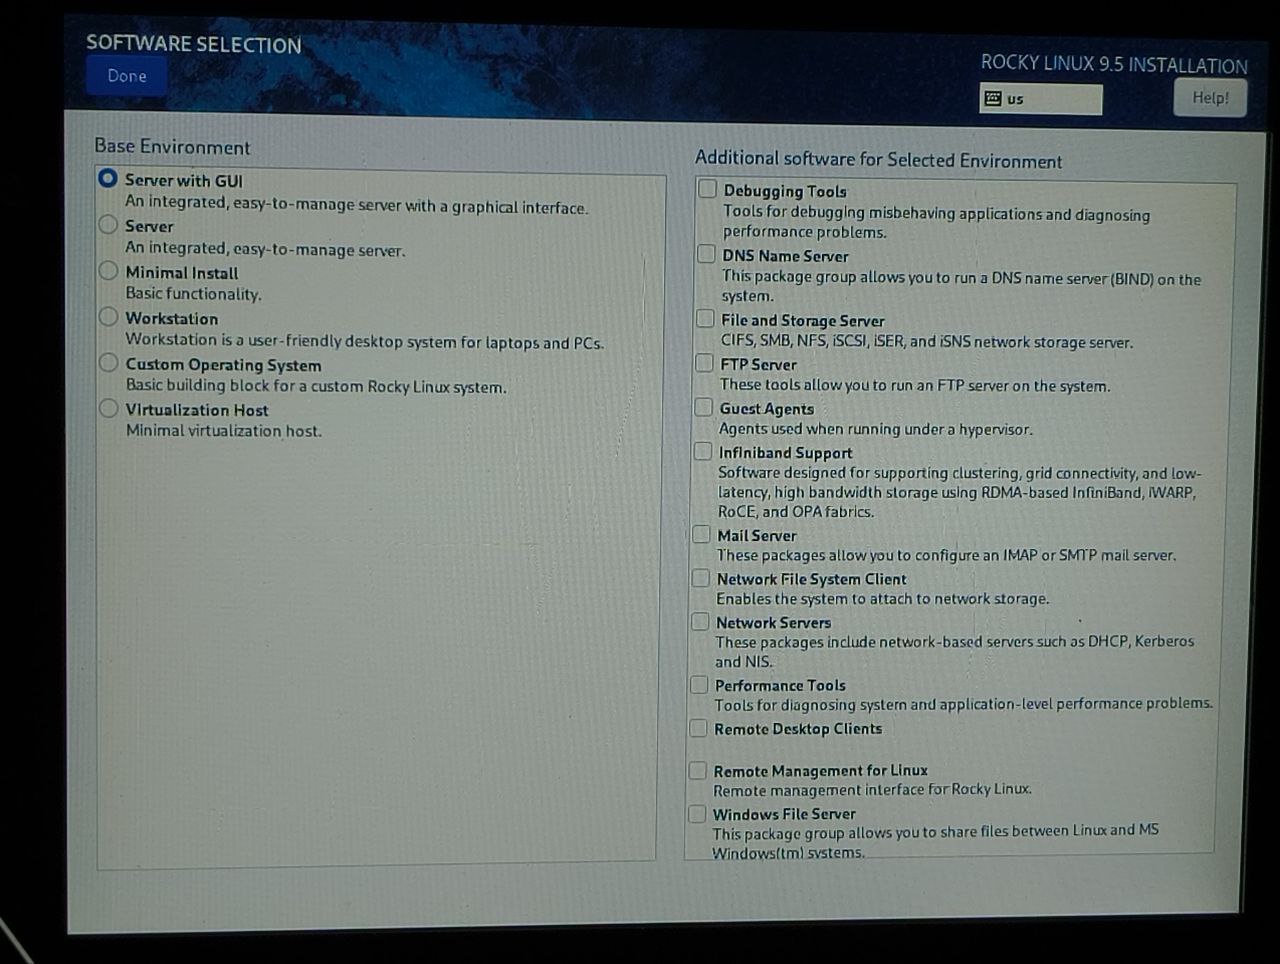 SOFTWARE SELECTION
Done
ROCKY LINUX 9.5 INSTALLATION
us
Help!
Base Environment
Server with GUI
An integrated, easy-to-manage server with a graphical interface.
Server
An integrated, easy-to-manage server.
Minimal Install
Basic functionality.
Workstation
Workstation is a user-friendly desktop system for laptops and PCs.
Custom Operating System
Basic building block for a custom Rocky Linux system.
Virtualization Host
Minimal virtualization host.
Additional software for Selected Environment
Debugging Tools
Tools for debugging misbehaving applications and diagnosing
performance problems.
DNS Name Server
This package group allows you to run a DNS name server (BIND) on the
system.
File and Storage Server
CIFS, SMB, NFS, iSCSI, iSER, and iSNS network storage server.
FTP Server
These tools allow you to run an FTP server on the system.
Guest Agents
Agents used when running under a hypervisor.
Infiniband Support
Software designed for supporting clustering, grid connectivity, and low-
latency, high bandwidth storage using RDMA-based InfiniBand, iWARP,
RoCE, and OPA fabrics.
Mail Server
These packages allow you to configure an IMAP or SMTP mail server.
Network File System Client
Enables the system to attach to network storage.
Network Servers
These packages include network-based servers such as DHCP, Kerberos
and NIS.
Performance Tools
Tools for diagnosing system and application-level performance problems.
Remote Desktop Clients
Remote Management for Linux
Remote management interface for Rocky Linux.
Windows File Server
This package group allows you to share files between Linux and MS
Windows(tm) systems.